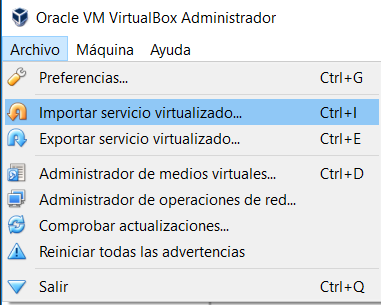 Oracle VM VirtualBox Administrador
Archivo Máquina Ayuda
Preferencias... Ctrl+G
Importar servicio virtualizado... Ctrl+I
Exportar servicio virtualizado... Ctrl+E
Administrador de medios virtuales... Ctrl+D
Administrador de operaciones de red...
Comprobar actualizaciones...
Reiniciar todas las advertencias
Salir Ctrl+Q